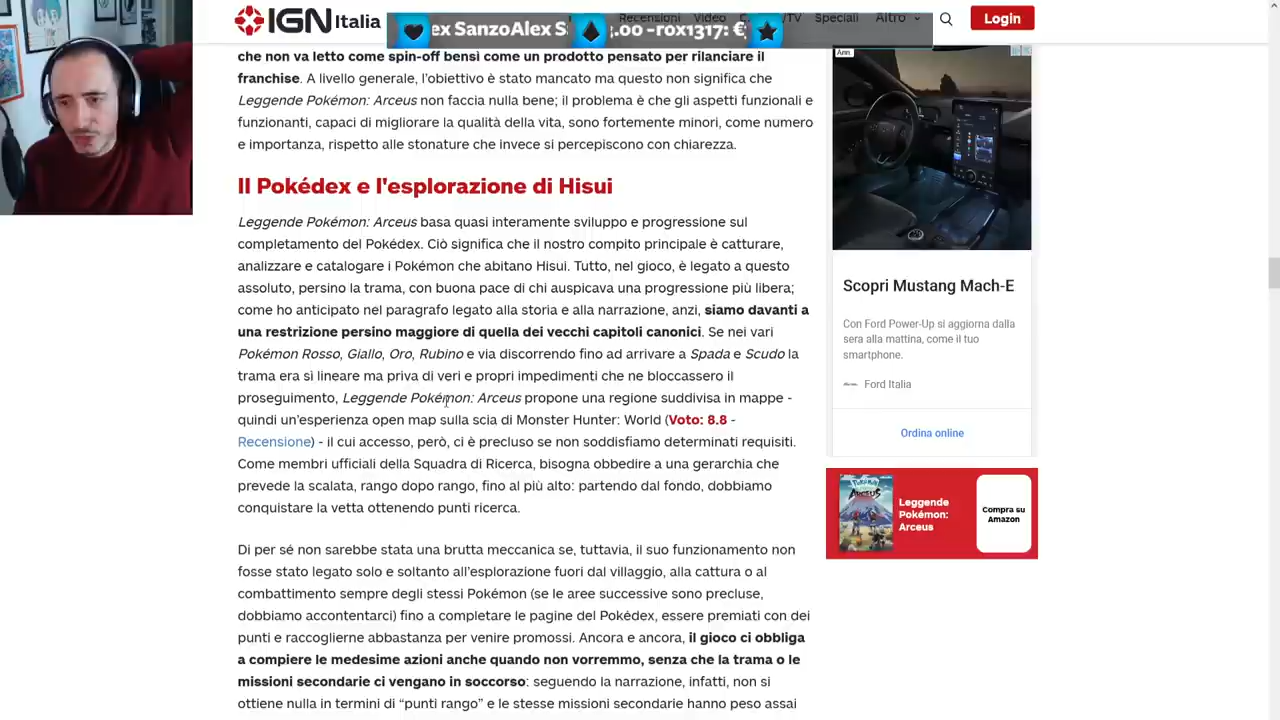 IGN Italia
Recensioni Video /TV Speciali Altro Login
SanzoAlex .00 -rox1317: €
che non va letto come spin-off bensì come un prodotto pensato per rilanciare il
franchise. A livello generale, l'obiettivo è stato mancato ma questo non significa che
Leggende Pokémon: Arceus non faccia nulla bene; il problema è che gli aspetti funzionali e
funzionanti, capaci di migliorare la qualità della vita, sono fortemente minori, come numero
e importanza, rispetto alle stonature che invece si percepiscono con chiarezza.
Il Pokédex e l'esplorazione di Hisui
Leggende Pokémon: Arceus basa quasi interamente sviluppo e progressione sul
completamento del Pokédex. Ciò significa che il nostro compito principale è catturare,
analizzare e catalogare i Pokémon che abitano Hisui. Tutto, nel gioco, è legato a questo
assoluto, persino la trama, con buona pace di chi auspicava una progressione più libera;
come ho anticipato nel paragrafo legato alla storia e alla narrazione, anzi, siamo davanti a
una restrizione persino maggiore di quella dei vecchi capitoli canonici. Se nei vari
Pokémon Rosso, Giallo, Oro, Rubino e via discorrendo fino ad arrivare a Spada e Scudo la
trama era sì lineare ma priva di veri e propri impedimenti che ne bloccassero il
proseguimento, Leggende Pokémon: Arceus propone una regione suddivisa in mappe -
quindi un'esperienza open map sulla scia di Monster Hunter: World (Voto: 8.8 -
Recensione) - il cui accesso, però, ci è precluso se non soddisfiamo determinati requisiti.
Come membri ufficiali della Squadra di Ricerca, bisogna obbedire a una gerarchia che
prevede la scalata, rango dopo rango, fino al più alto: partendo dal fondo, dobbiamo
conquistare la vetta ottenendo punti ricerca.
Di per sé non sarebbe stata una brutta meccanica se, tuttavia, il suo funzionamento non
fosse stato legato solo e soltanto all'esplorazione fuori dal villaggio, alla cattura o al
combattimento sempre degli stessi Pokémon (se le aree successive sono precluse,
dobbiamo accontentarci) fino a completare le pagine del Pokédex, essere premiati con dei
punti e raccoglierne abbastanza per venire promossi. Ancora e ancora, il gioco ci obbliga
a compiere le medesime azioni anche quando non vorremmo, senza che la trama o le
missioni secondarie ci vengano in soccorso: seguendo la narrazione, infatti, non si
ottiene nulla in termini di “punti rango” e le stesse missioni secondarie hanno peso assai
Ann.
Scopri Mustang Mach-E
Con Ford Power-Up si aggiorna dalla
sera alla mattina, come il tuo
smartphone.
Ford Italia
Ordina online
ARCEUS
Leggende
Pokémon:
Arceus
Compra su
Amazon